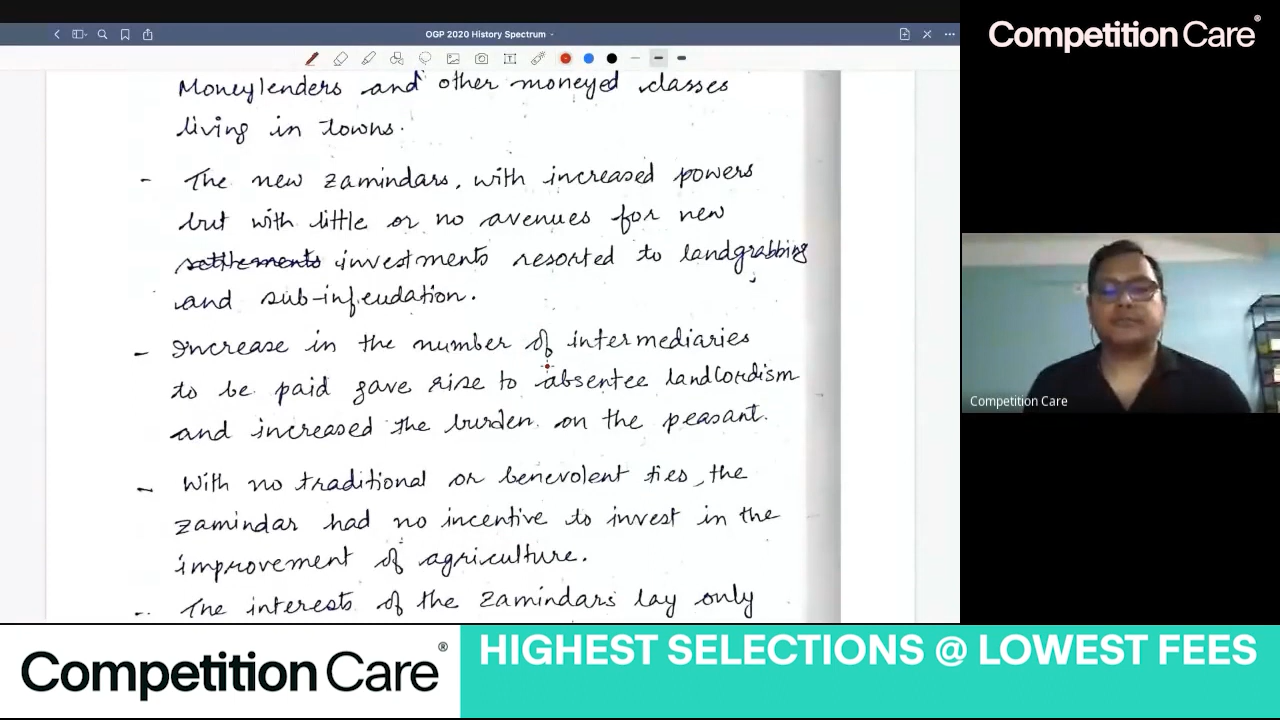 OGP 2020 History Spectrum
Competition Care®
Moneylenders and other moneyed classes
living in towns.
- The new zamindars, with increased powers
but with little or no avenues for new
settlements investments resorted to landgrabbing
and sub-infeudation.
- Increase in the number of intermediaries
to be paid gave rise to absentee landlordism
and increased the burden on the peasant.
- With no traditional or benevolent ties, the
zamindar had no incentive to invest in the
improvement of agriculture.
- The interests of the zamindars lay only
Competition Care
Competition Care®
HIGHEST SELECTIONS @ LOWEST FEES